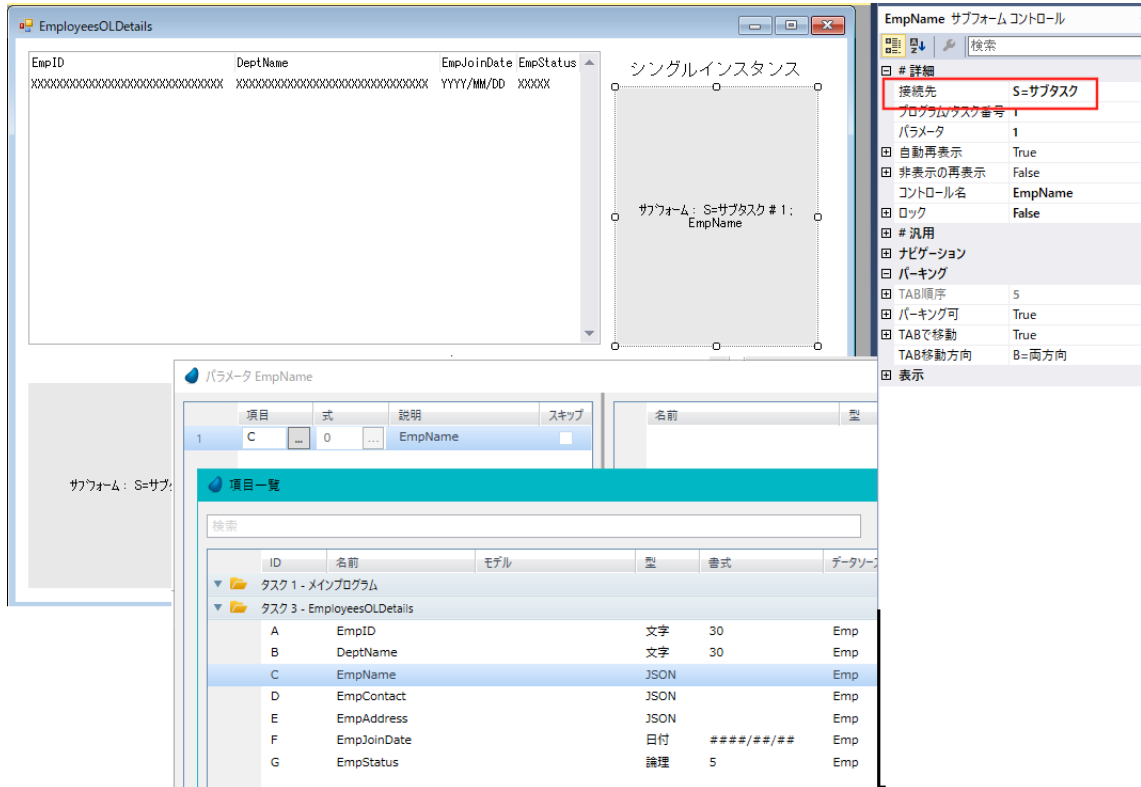 EmployeesOLDetails
EmpID DeptName EmpJoinDate EmpStatus
XXXXXXXXXXXXXXXXXXXXXXXXXXXXXX XXXXXXXXXXXXXXXXXXXXXXXXXXXXXX YYYY/MM/DD XXXXX
シングルインスタンス
サブフォーム : S=サブタスク # 1 :
EmpName
サブフォーム : S=サブ
EmpName サブフォーム コントロール
検索
# 詳細
接続先 S=サブタスク
プログラム/タスク番号 1
パラメータ 1
自動再表示 True
非表示の再表示 False
コントロール名 EmpName
ロック False
# 汎用
ナビゲーション
パーキング
TAB順序 5
パーキング可 True
TABで移動 True
TAB移動方向 B=両方向
表示
パラメータ EmpName
項目 式 説明 スキップ 名前 型
1 C ... 0 ... EmpName
項目一覧
検索
ID 名前 モデル 型 書式 データソー
タスク 1 - メインプログラム
タスク 3 - EmployeesOLDetails
A EmpID 文字 30 Emp
B DeptName 文字 30 Emp
C EmpName JSON Emp
D EmpContact JSON Emp
E EmpAddress JSON Emp
F EmpJoinDate 日付 ####/##/## Emp
G EmpStatus 論理 5 Emp